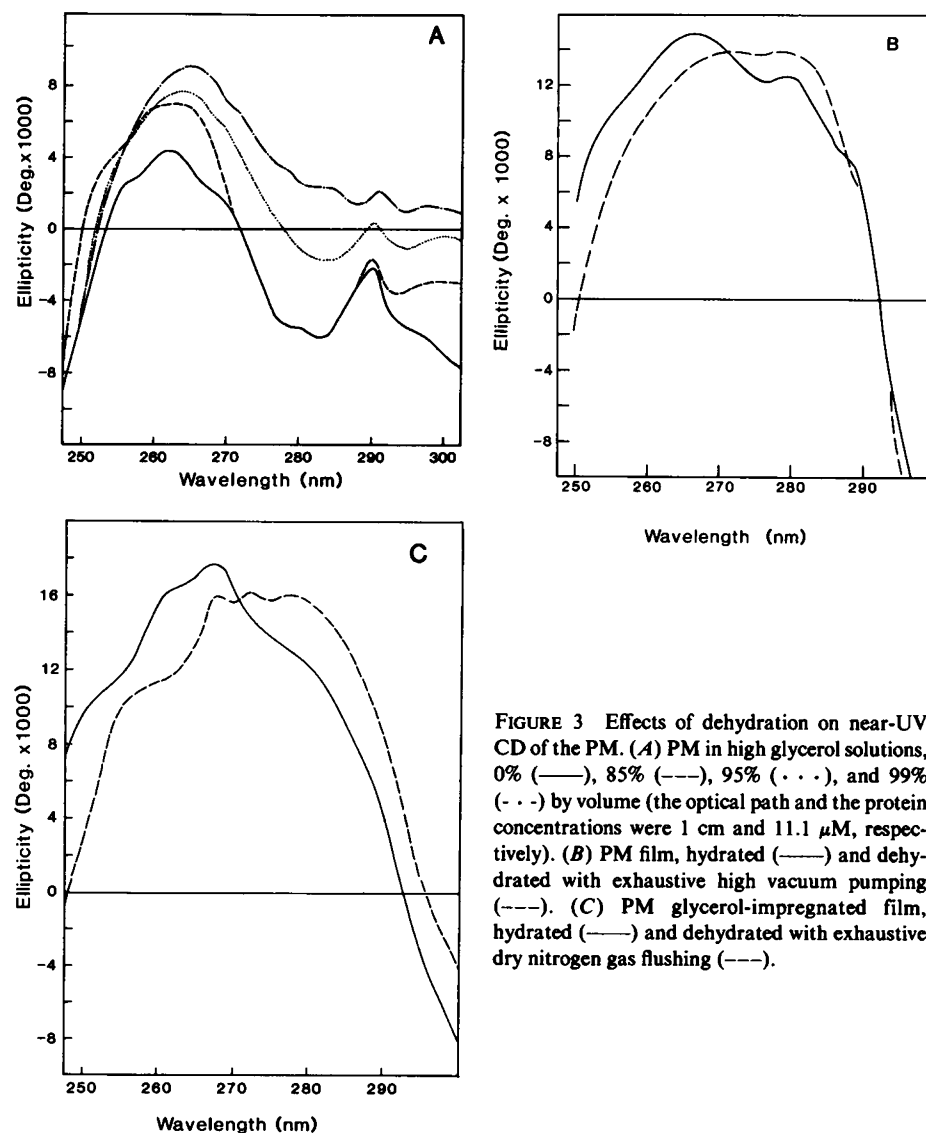 A
8
4
0
-4
-8
Ellipticity (Deg.x 1000)
250 260 270 280 290 300
Wavelength (nm)
B
12
8
4
0
-4
-8
Ellipticity (Deg. x 1000)
250 260 270 280 290
Wavelength (nm)
C
16
12
8
4
0
-4
-8
Ellipticity (Deg. x1000)
250 260 270 280 290
Wavelength (nm)
FIGURE 3 Effects of dehydration on near-UV
CD of the PM. (A) PM in high glycerol solutions,
0% (——), 85% (---), 95% (· · ·), and 99%
(- · -) by volume (the optical path and the protein
concentrations were 1 cm and 11.1 μM, respec-
tively). (B) PM film, hydrated (——) and dehy-
drated with exhaustive high vacuum pumping
(---). (C) PM glycerol-impregnated film,
hydrated (——) and dehydrated with exhaustive
dry nitrogen gas flushing (---).